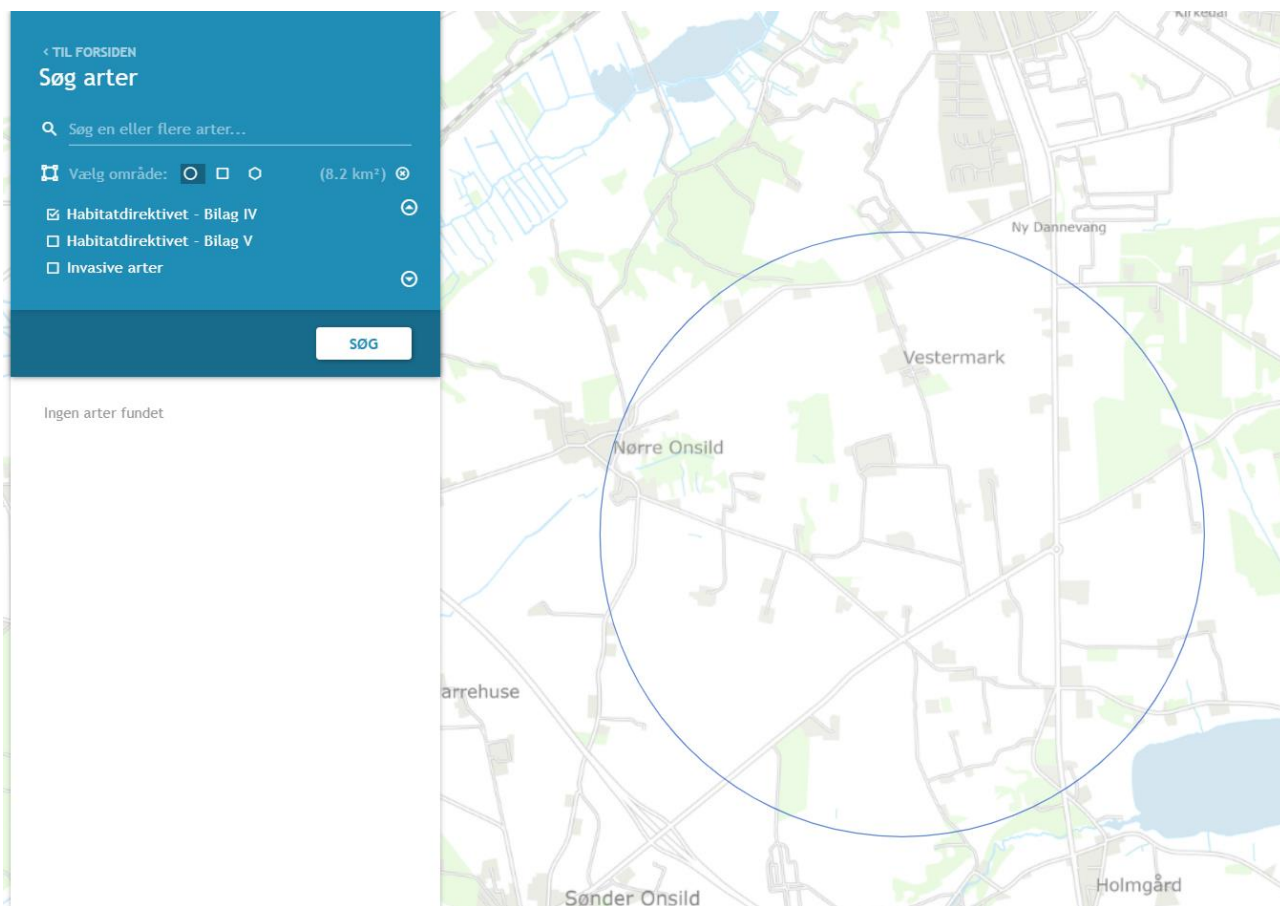 < TIL FORSIDEN
Søg arter
Søg en eller flere arter...
Vælg område:
(8.2 km²)
Habitatdirektivet - Bilag IV
Habitatdirektivet - Bilag V
Invasive arter
SØG
Ingen arter fundet
Kirkedal
Ny Dannevang
Vestermark
Nørre Onsild
arrehuse
Holmgård
Sønder Onsild